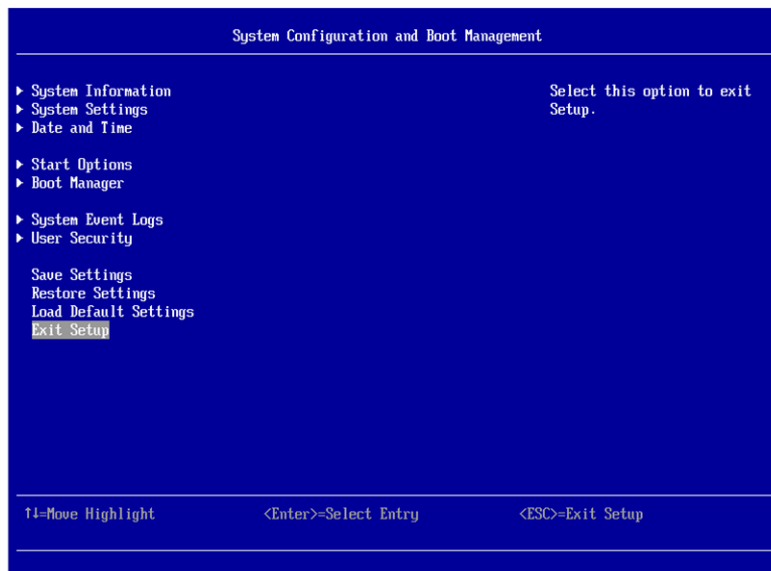 System Configuration and Boot Management
▶ System Information
▶ System Settings
▶ Date and Time
▶ Start Options
▶ Boot Manager
▶ System Event Logs
▶ User Security
Save Settings
Restore Settings
Load Default Settings
Exit Setup
Select this option to exit
Setup.
↑↓=Move Highlight <Enter>=Select Entry <ESC>=Exit Setup